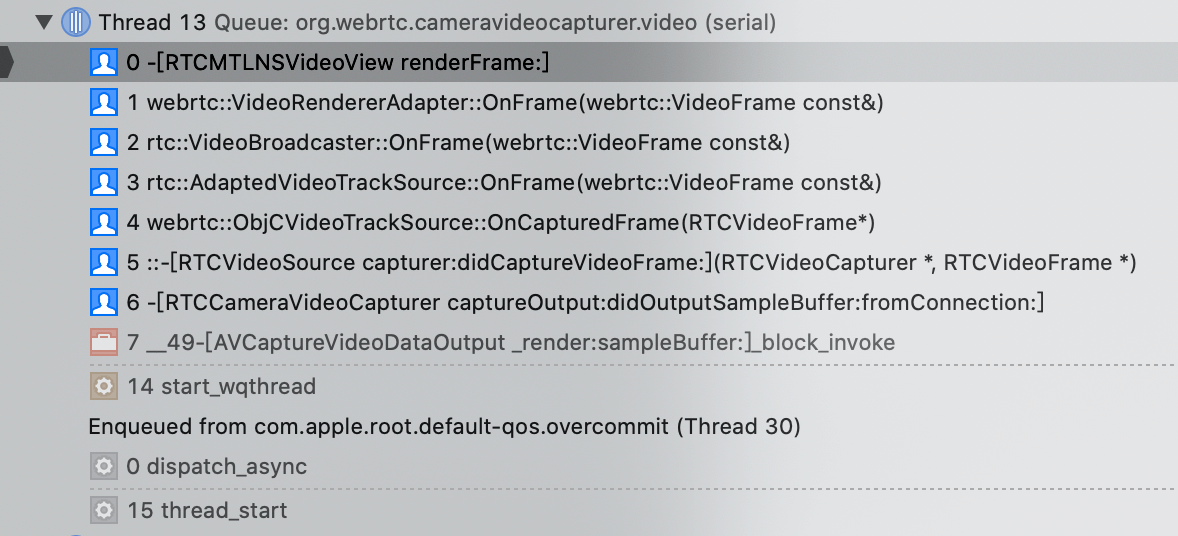 Thread 13 Queue: org.webrtc.cameravideocapturer.video (serial)
0 -[RTCMTLNSVideoView renderFrame:]
1 webrtc::VideoRendererAdapter::OnFrame(webrtc::VideoFrame const&)
2 rtc::VideoBroadcaster::OnFrame(webrtc::VideoFrame const&)
3 rtc::AdaptedVideoTrackSource::OnFrame(webrtc::VideoFrame const&)
4 webrtc::ObjCVideoTrackSource::OnCapturedFrame(RTCVideoFrame*)
5 ::-[RTCVideoSource capturer:didCaptureVideoFrame:](RTCVideoCapturer *, RTCVideoFrame *)
6 -[RTCCameraVideoCapturer captureOutput:didOutputSampleBuffer:fromConnection:]
7 __49-[AVCaptureVideoDataOutput _render:sampleBuffer:]_block_invoke
14 start_wqthread
Enqueued from com.apple.root.default-qos.overcommit (Thread 30)
0 dispatch_async
15 thread_start